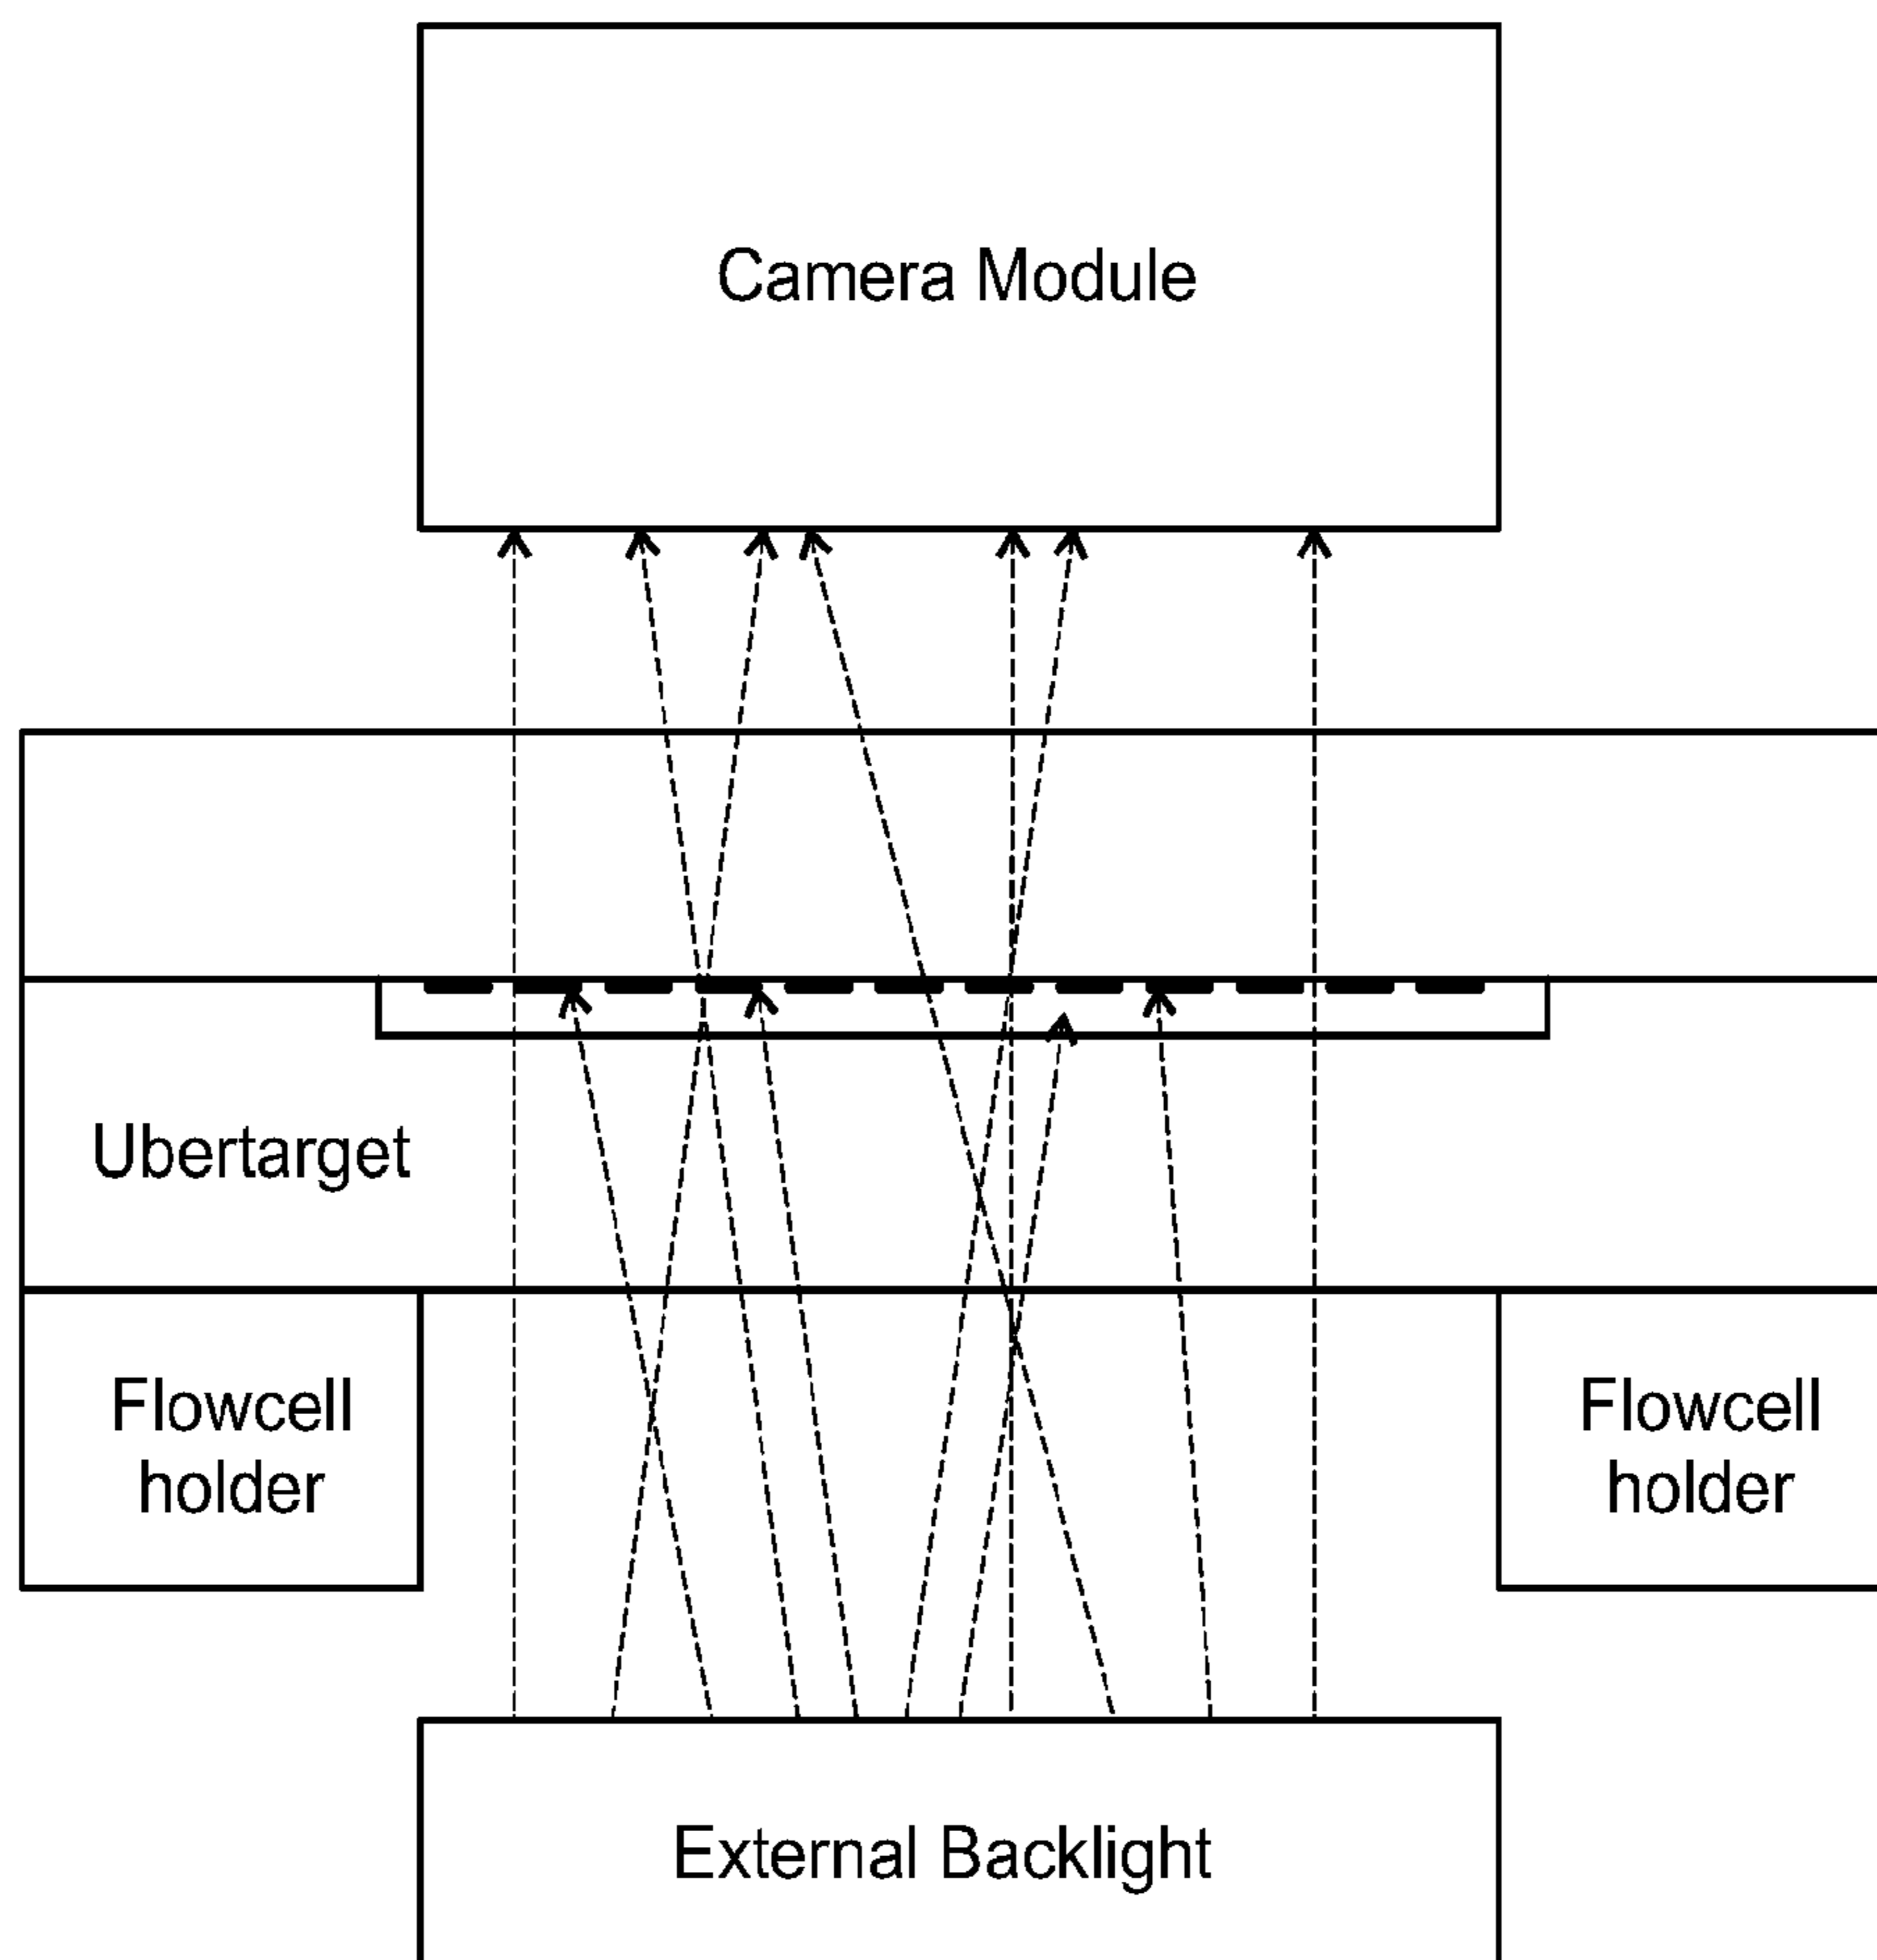 Camera Module
Ubertarget
Flowcell
holder
Flowcell
holder
External Backlight